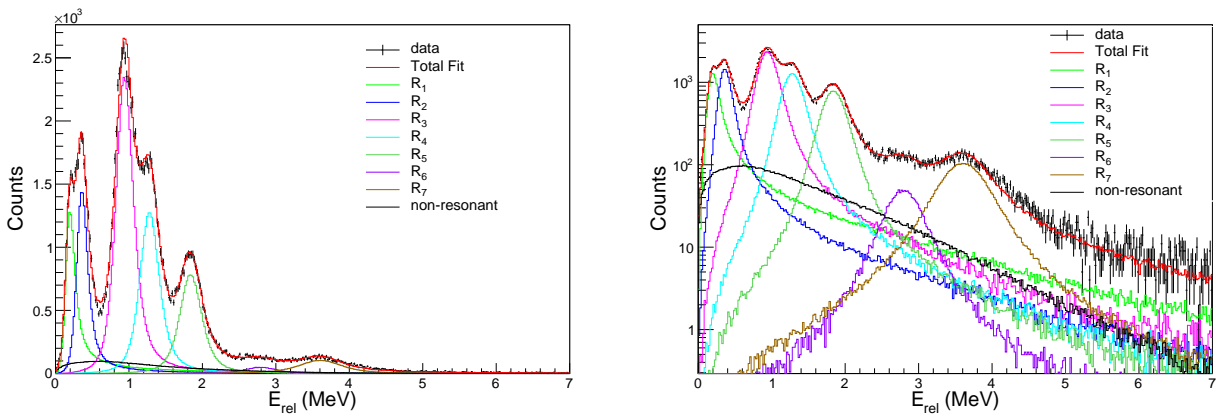 ×10³
2.5
2
1.5
1
0.5
0
Counts
0 1 2 3 4 5 6 7
E_rel (MeV)
data
Total Fit
R₁
R₂
R₃
R₄
R₅
R₆
R₇
non-resonant
10³
10²
10
1
Counts
0 1 2 3 4 5 6 7
E_rel (MeV)
data
Total Fit
R₁
R₂
R₃
R₄
R₅
R₆
R₇
non-resonant